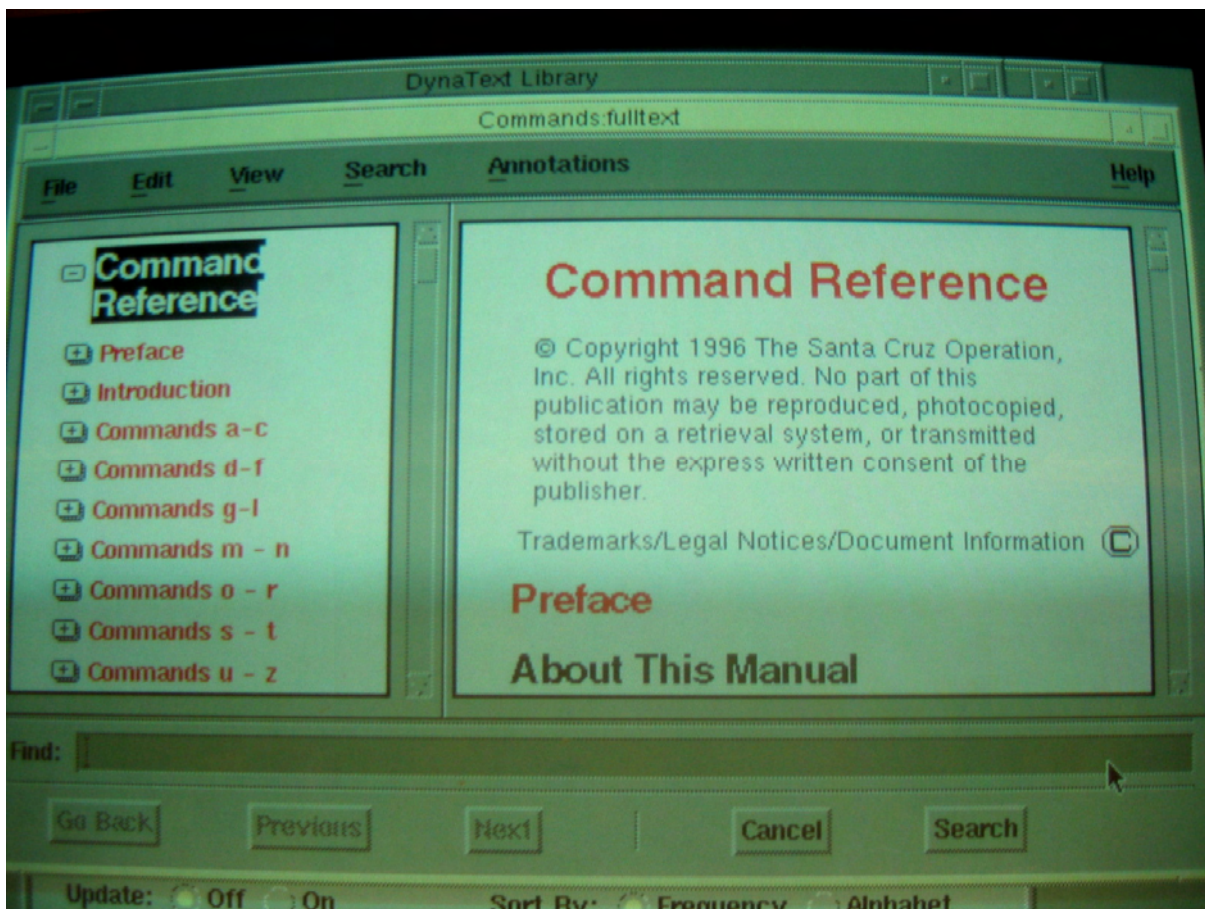 DynaText Library
Commands:fulltext
File Edit View Search Annotations Help
Command
Reference
Preface
Introduction
Commands a-c
Commands d-f
Commands g-l
Commands m - n
Commands o - r
Commands s - t
Commands u - z
Command Reference
© Copyright 1996 The Santa Cruz Operation,
Inc. All rights reserved. No part of this
publication may be reproduced, photocopied,
stored on a retrieval system, or transmitted
without the express written consent of the
publisher.
Trademarks/Legal Notices/Document Information C
Preface
About This Manual
Find:
Go Back Previous Next Cancel Search
Update: Off On Sort By: Frequency Alphabet